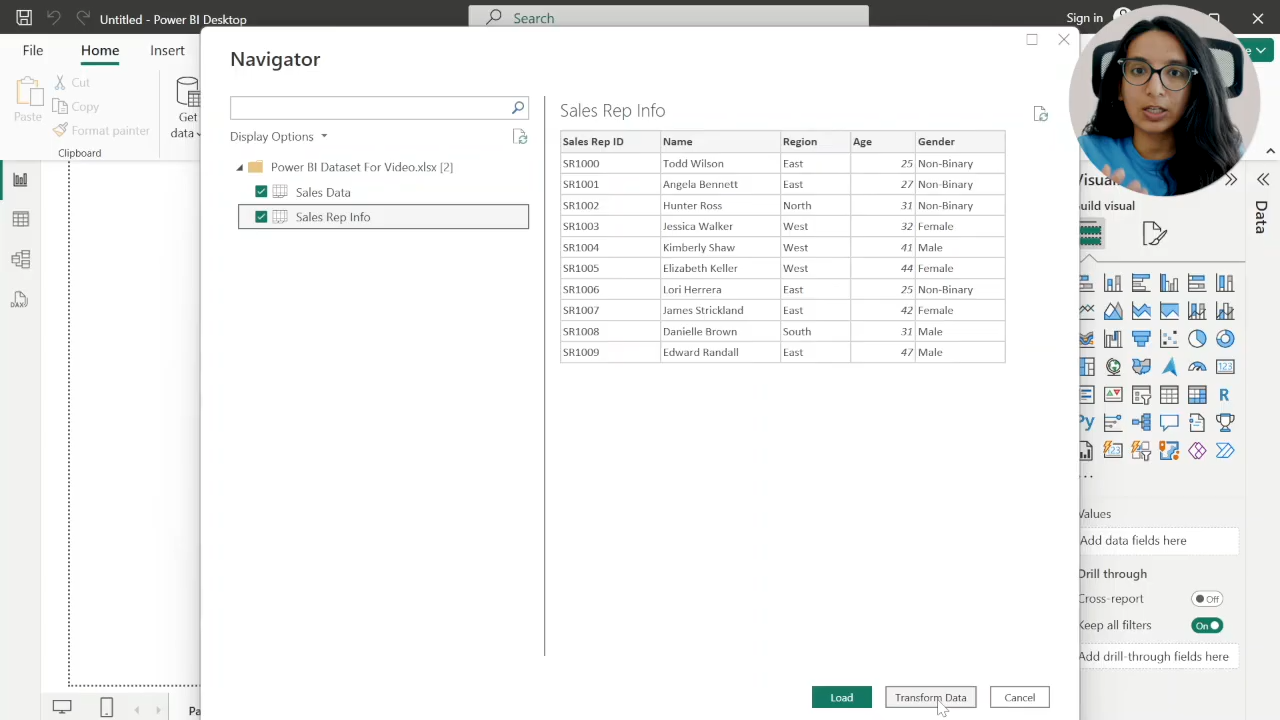 Untitled - Power BI Desktop
Search
Sign in
File
Home
Insert
Paste
Cut
Copy
Format painter
Clipboard
Get
data
Navigator
Display Options
Power BI Dataset For Video.xlsx [2]
Sales Data
Sales Rep Info
Sales Rep Info
Sales Rep ID Name Region Age Gender
SR1000 Todd Wilson East 25 Non-Binary
SR1001 Angela Bennett East 27 Non-Binary
SR1002 Hunter Ross North 31 Non-Binary
SR1003 Jessica Walker West 32 Female
SR1004 Kimberly Shaw West 41 Male
SR1005 Elizabeth Keller West 44 Female
SR1006 Lori Herrera East 25 Non-Binary
SR1007 James Strickland East 42 Female
SR1008 Danielle Brown South 31 Male
SR1009 Edward Randall East 47 Male
Load
Transform Data
Cancel
uild visual
Data
123
R
Py
123
Values
Add data fields here
Drill through
Cross-report
Off
Keep all filters
On
Add drill-through fields here
DAX
Pa